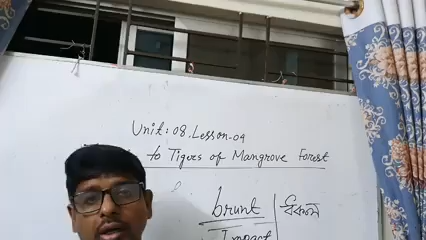 Unit: 08. Lesson-04
to Tigers of Mangrove Forest
brunt
Impact